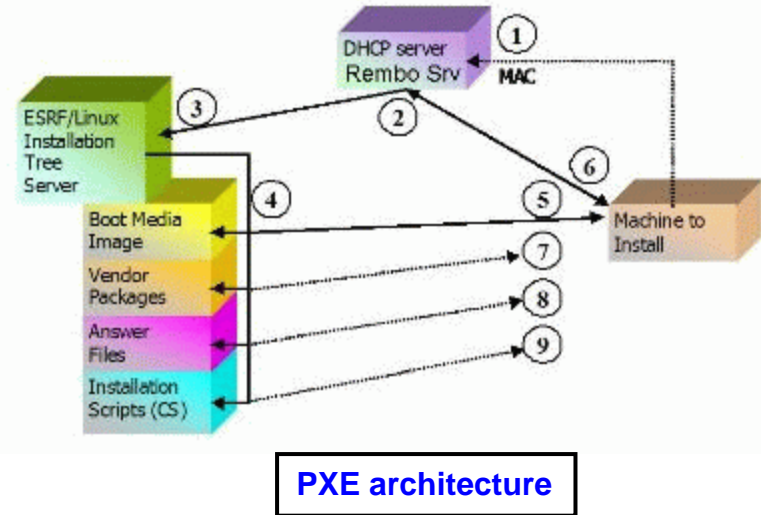 DHCP server
Rembo Srv
1
MAC
2
3
ESRF/Linux
Installation
Tree
Server
4
5
6
Boot Media
Image
Machine to
Install
7
Vendor
Packages
8
Answer
Files
9
Installation
Scripts (CS)
PXE architecture